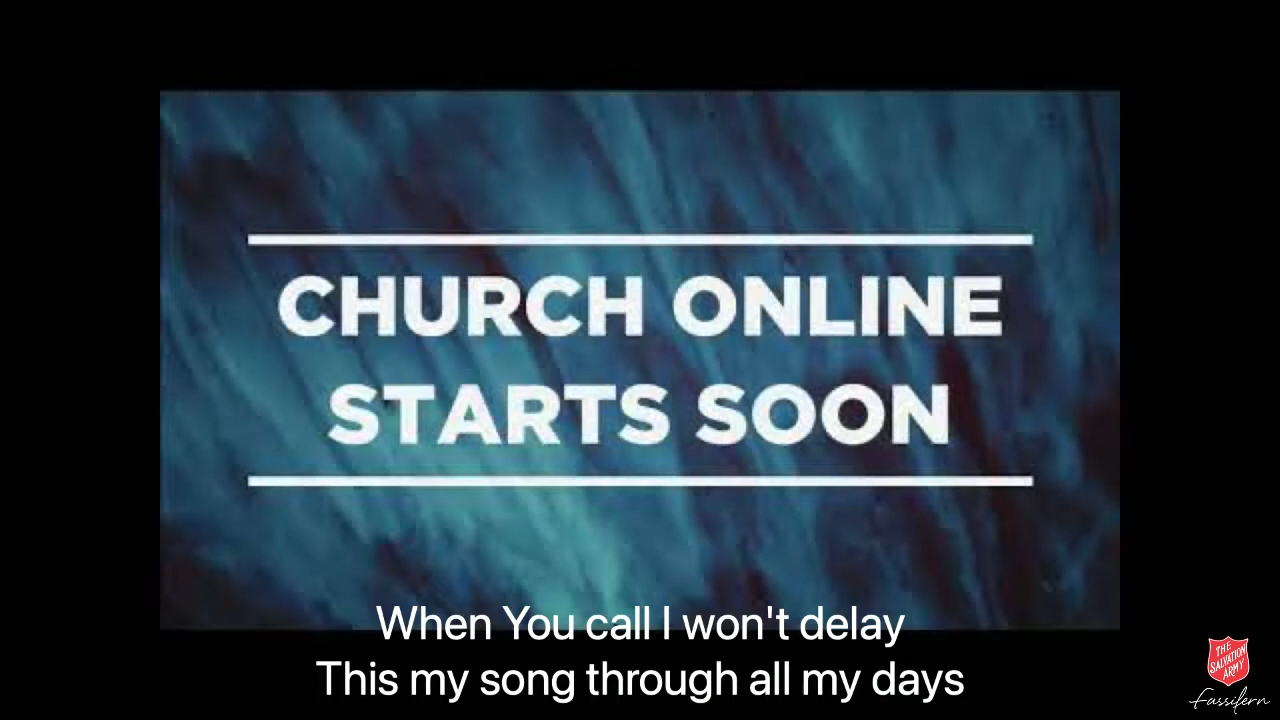 CHURCH ONLINE
STARTS SOON
When You call I won't delay
This my song through all my days
THE
SALVATION
ARMY
Fassifern